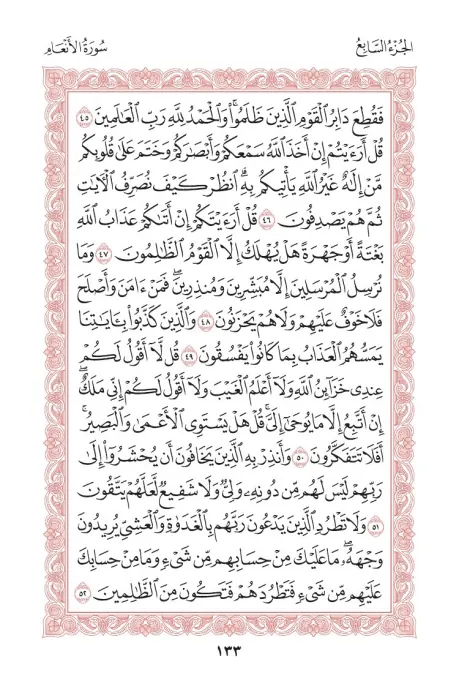 الجزء السابع
سورة الأنعام
فَقُطِعَ دَابِرُ ٱلۡقَوۡمِ ٱلَّذِينَ ظَلَمُواْۚ وَٱلۡحَمۡدُ لِلَّهِ رَبِّ ٱلۡعَٰلَمِينَ ٤٥
قُلۡ أَرَءَيۡتُمۡ إِنۡ أَخَذَ ٱللَّهُ سَمۡعَكُمۡ وَأَبۡصَٰرَكُمۡ وَخَتَمَ عَلَىٰ قُلُوبِكُم
مَّنۡ إِلَٰهٌ غَيۡرُ ٱللَّهِ يَأۡتِيكُم بِهِۗ ٱنظُرۡ كَيۡفَ نُصَرِّفُ ٱلۡأٓيَٰتِ
ثُمَّ هُمۡ يَصۡدِفُونَ ٤٦ قُلۡ أَرَءَيۡتَكُمۡ إِنۡ أَتَىٰكُمۡ عَذَابُ ٱللَّهِ
بَغۡتَةً أَوۡ جَهۡرَةً هَلۡ يُهۡلَكُ إِلَّا ٱلۡقَوۡمُ ٱلظَّٰلِمُونَ ٤٧ وَمَا
نُرۡسِلُ ٱلۡمُرۡسَلِينَ إِلَّا مُبَشِّرِينَ وَمُنذِرِينَۖ فَمَنۡ ءَامَنَ وَأَصۡلَحَ
فَلَا خَوۡفٌ عَلَيۡهِمۡ وَلَا هُمۡ يَحۡزَنُونَ ٤٨ وَٱلَّذِينَ كَذَّبُواْ بِـَٔايَٰتِنَا
يَمَسُّهُمُ ٱلۡعَذَابُ بِمَا كَانُواْ يَفۡسُقُونَ ٤٩ قُل لَّآ أَقُولُ لَكُمۡ
عِندِي خَزَآئِنُ ٱللَّهِ وَلَآ أَعۡلَمُ ٱلۡغَيۡبَ وَلَآ أَقُولُ لَكُمۡ إِنِّي مَلَكٌۖ
إِنۡ أَتَّبِعُ إِلَّا مَا يُوحَىٰٓ إِلَيَّۚ قُلۡ هَلۡ يَسۡتَوِي ٱلۡأَعۡمَىٰ وَٱلۡبَصِيرُۚ
أَفَلَا تَتَفَكَّرُونَ ٥٠ وَأَنذِرۡ بِهِ ٱلَّذِينَ يَخَافُونَ أَن يُحۡشَرُوٓاْ إِلَىٰ
رَبِّهِمۡ لَيۡسَ لَهُم مِّن دُونِهِۦ وَلِيٌّ وَلَا شَفِيعٌ لَّعَلَّهُمۡ يَتَّقُونَ
٥١ وَلَا تَطۡرُدِ ٱلَّذِينَ يَدۡعُونَ رَبَّهُم بِٱلۡغَدَوٰةِ وَٱلۡعَشِيِّ يُرِيدُونَ
وَجۡهَهُۥۖ مَا عَلَيۡكَ مِنۡ حِسَابِهِم مِّن شَيۡءٍ وَمَا مِنۡ حِسَابِكَ
عَلَيۡهِم مِّن شَيۡءٍ فَتَطۡرُدَهُمۡ فَتَكُونَ مِنَ ٱلظَّٰلِمِينَ ٥٢
١٣٣